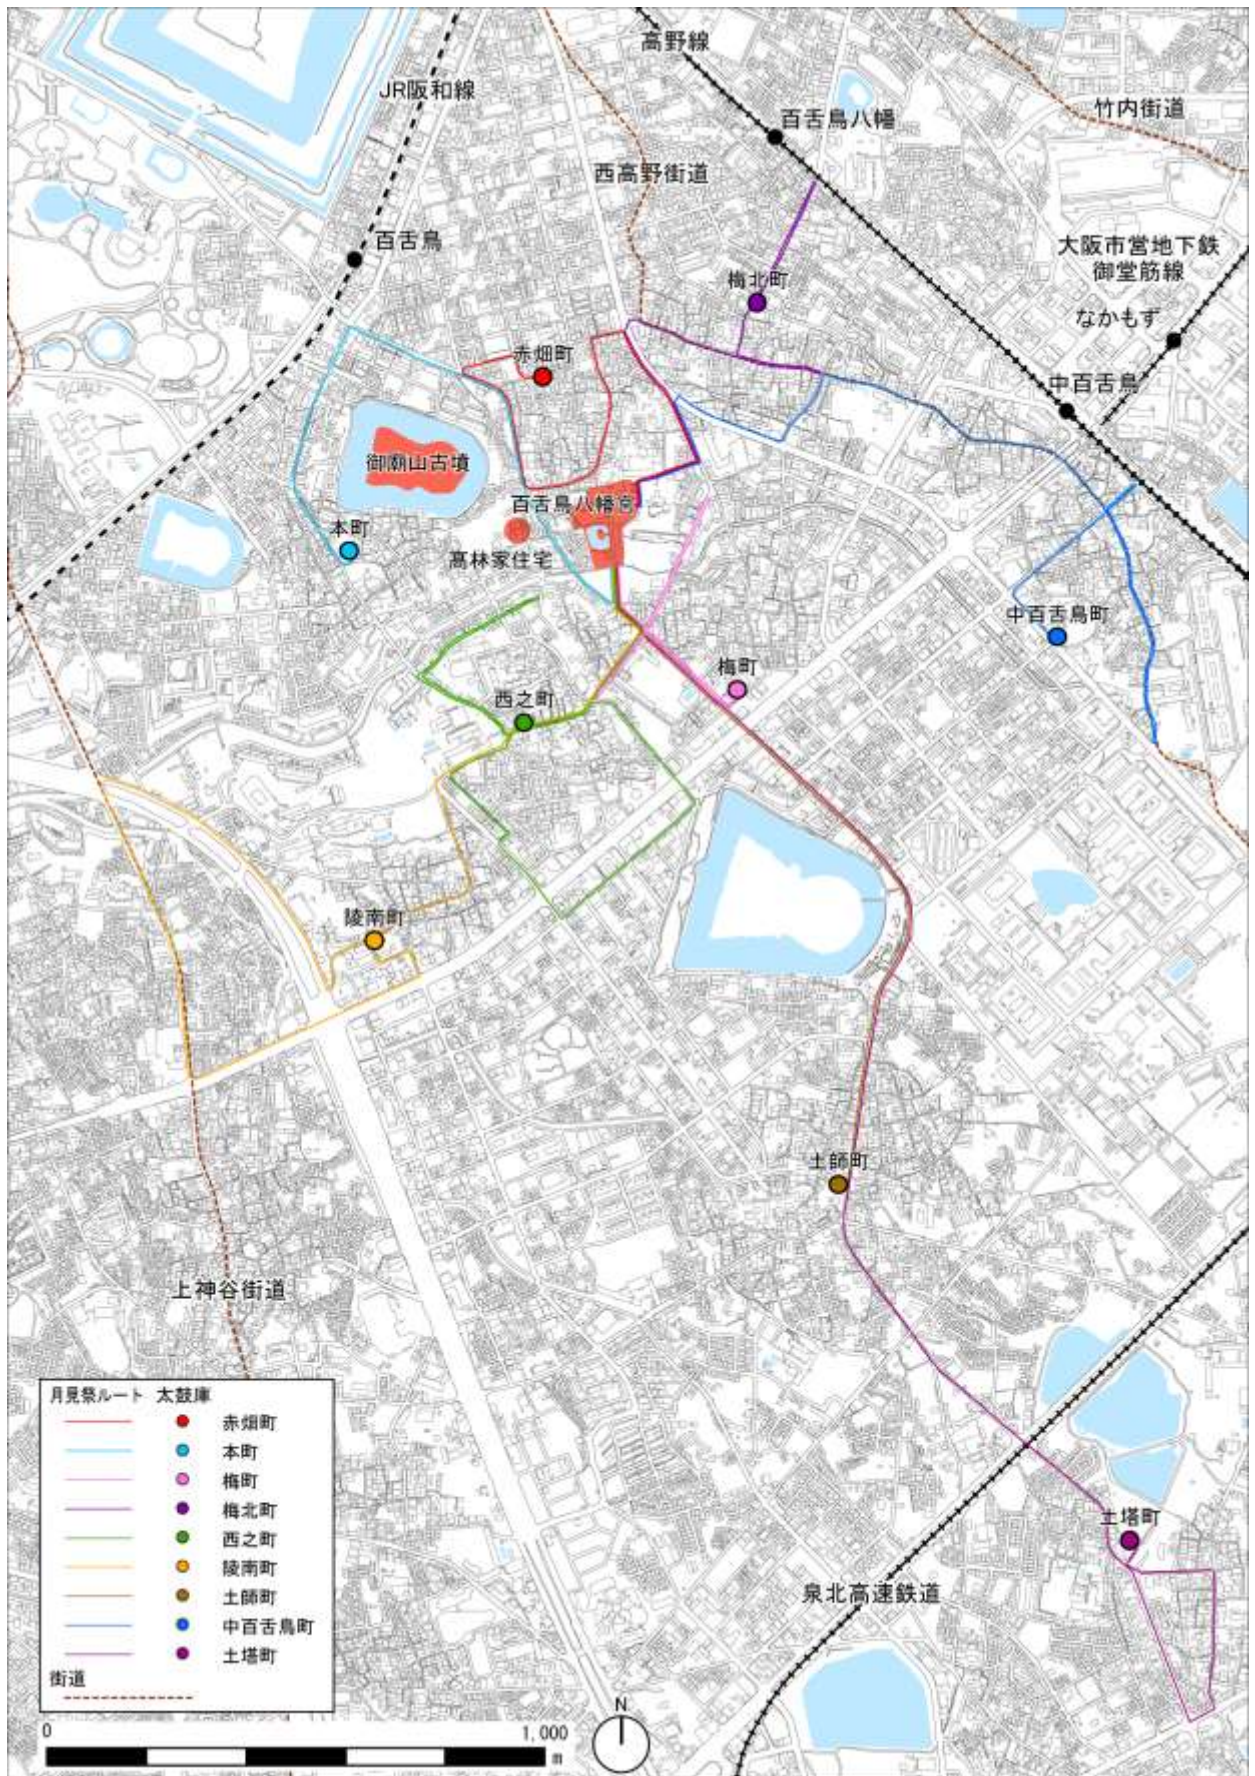 高野線
JR阪和線
竹内街道
百舌鳥八幡
西高野街道
百舌鳥
大阪市営地下鉄
御堂筋線
梅北町
なかもず
赤畑町
中百舌鳥
御廟山古墳
百舌鳥八幡宮
本町
髙林家住宅
中百舌鳥町
梅町
西之町
陵南町
土師町
上神谷街道
土塔町
泉北高速鉄道
月見祭ルート 太鼓庫
赤畑町
本町
梅町
梅北町
西之町
陵南町
土師町
中百舌鳥町
土塔町
街道
0 1,000
m
N